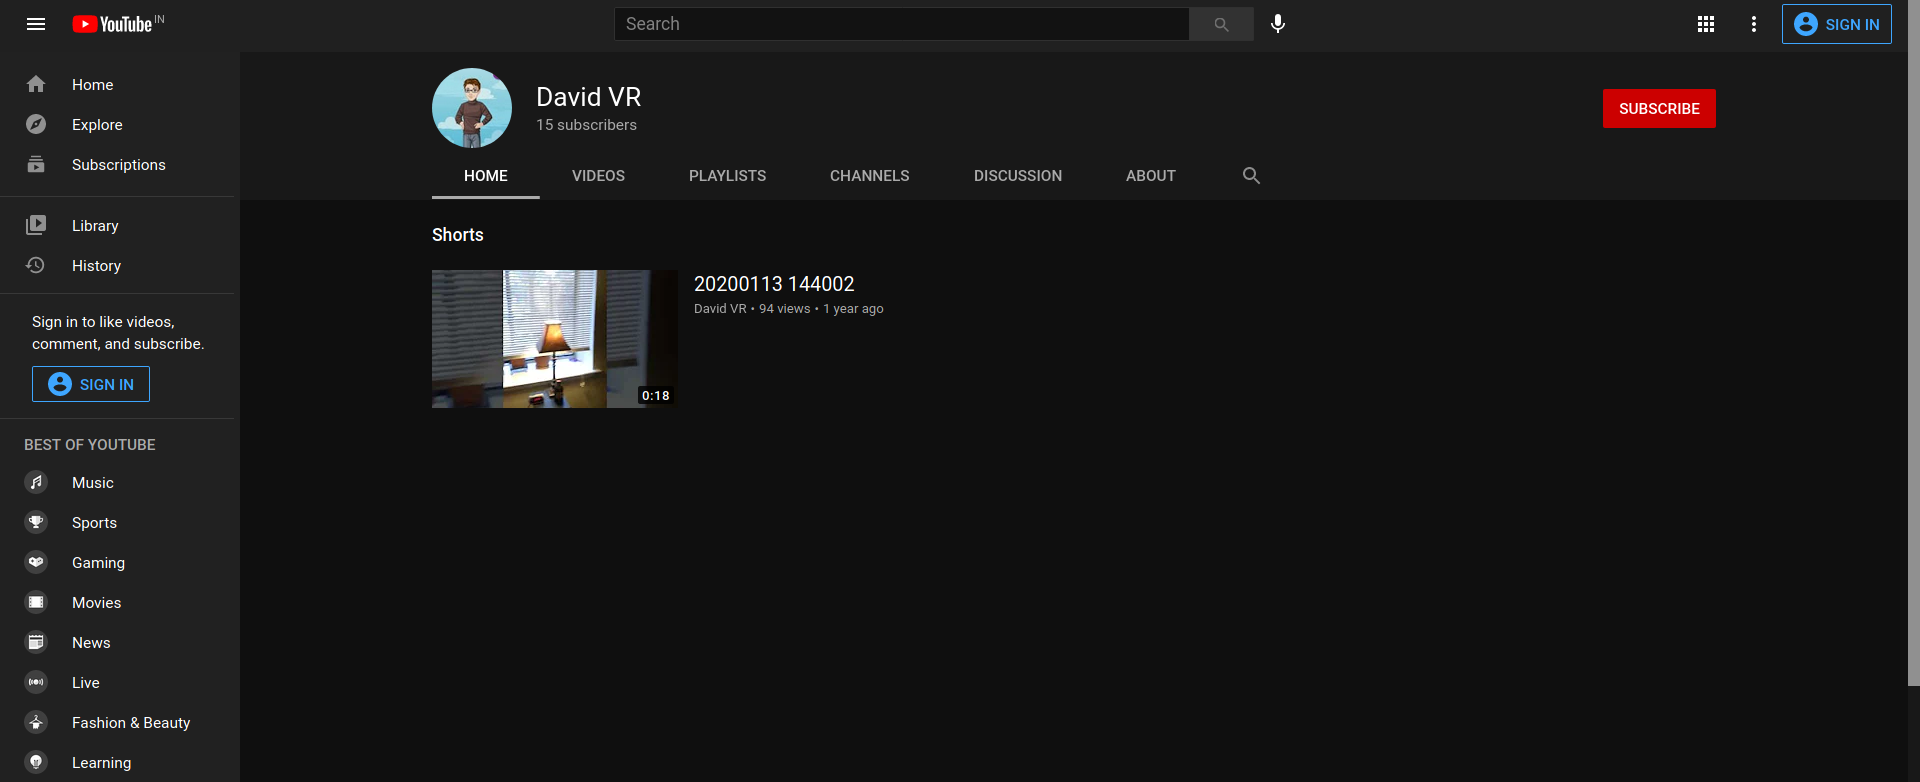 YouTube IN
Search
SIGN IN
Home
Explore
Subscriptions
Library
History
Sign in to like videos,
comment, and subscribe.
SIGN IN
BEST OF YOUTUBE
Music
Sports
Gaming
Movies
News
Live
Fashion & Beauty
Learning
David VR
15 subscribers
SUBSCRIBE
HOME
VIDEOS
PLAYLISTS
CHANNELS
DISCUSSION
ABOUT
Shorts
0:18
20200113 144002
David VR • 94 views • 1 year ago